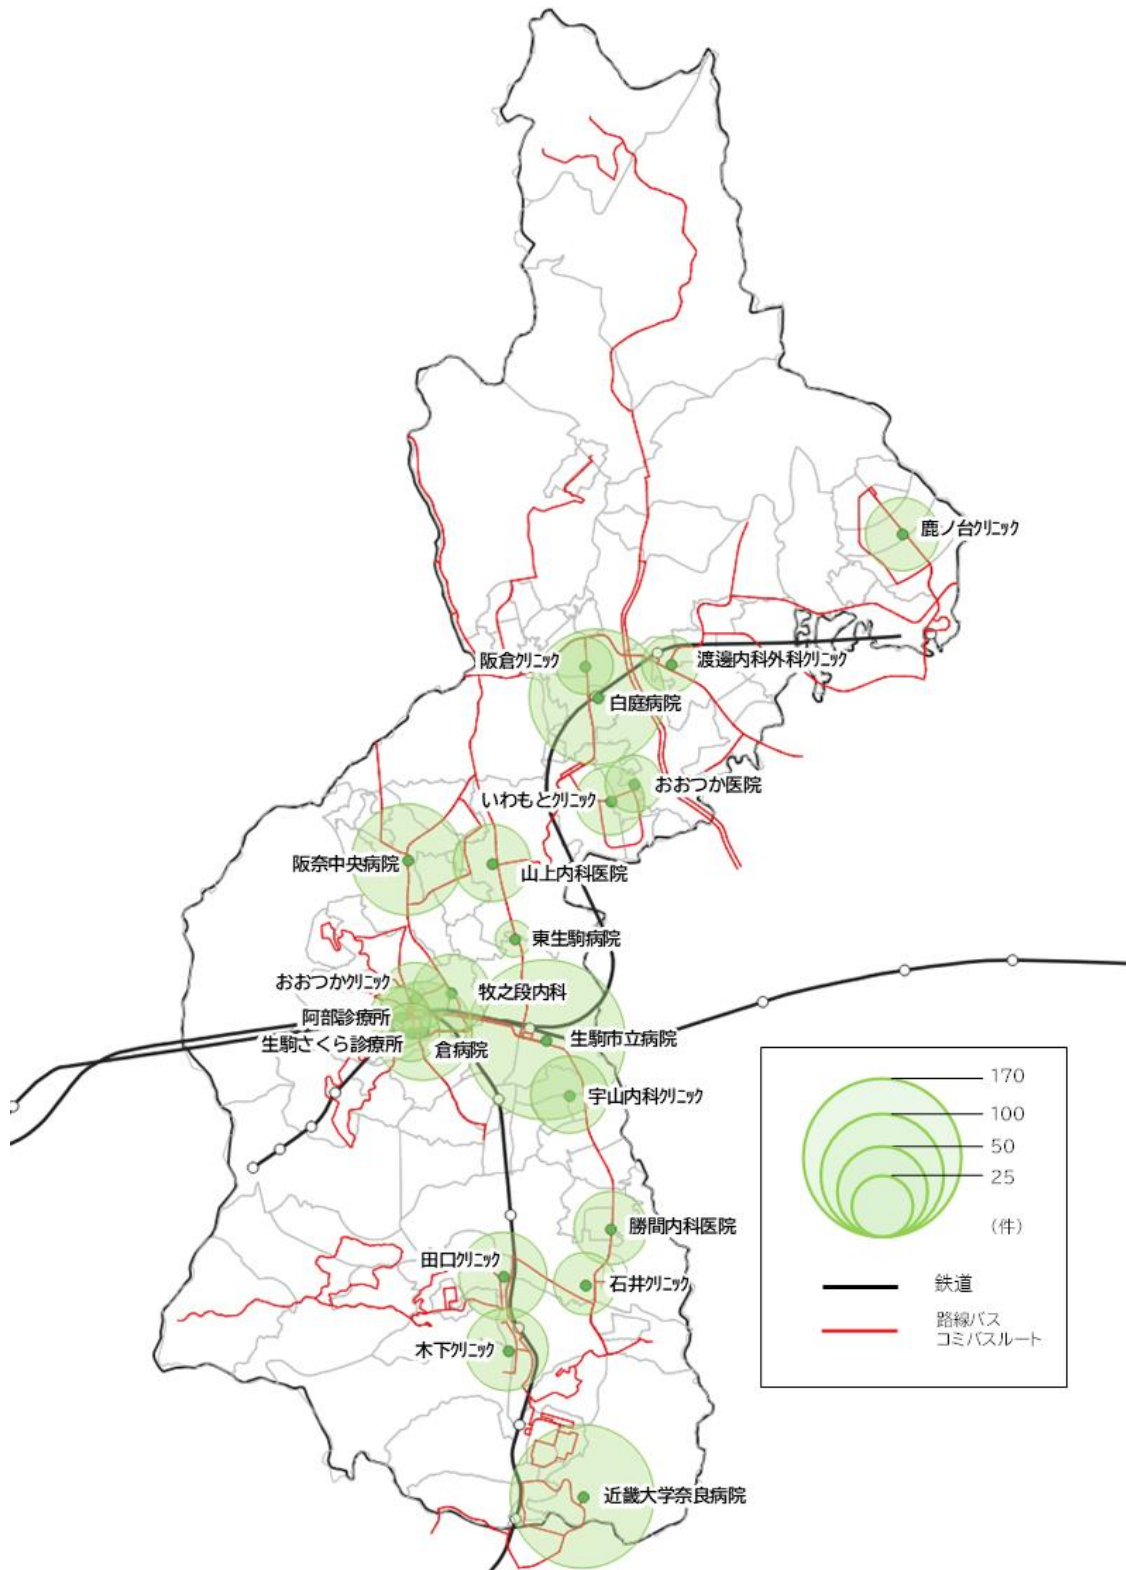 鹿ノ台クリニック
阪倉クリニック
渡邊内科外科クリニック
白庭病院
おおつか医院
いわもとクリニック
阪奈中央病院
山上内科医院
東生駒病院
おおつかクリニック
牧之段内科
阿部診療所
生駒さくら診療所
倉病院
生駒市立病院
宇山内科クリニック
勝間内科医院
田口クリニック
石井クリニック
木下クリニック
近畿大学奈良病院
170
100
50
25
(件)
鉄道
路線バス
コミバスルート